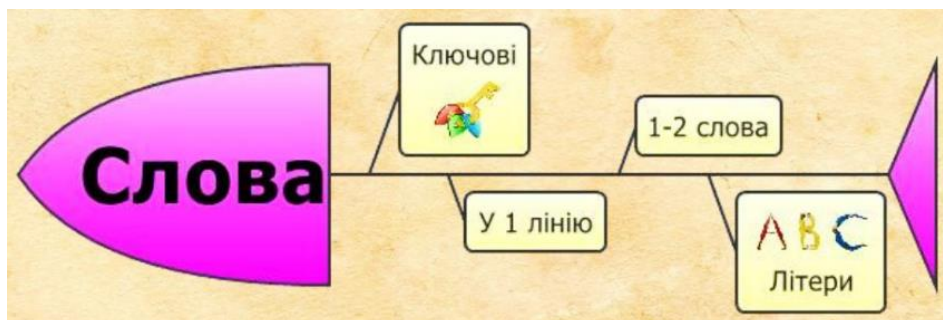 Ключові
1-2 слова
Слова
У 1 лінію
A B C
Літери